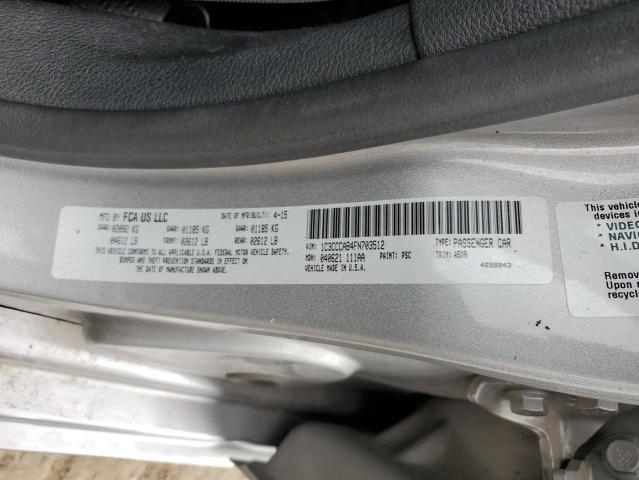 MFD BY FCA US LLC DATE OF MFR(BUILT): 4-15
GVWR: 02092 KG GAWR: 01185 KG GAWR: 01185 KG
04612 LB FRONT: 02612 LB REAR: 02612 LB
THIS VEHICLE CONFORMS TO ALL APPLICABLE U.S.A. FEDERAL MOTOR VEHICLE SAFETY,
BUMPER AND THEFT PREVENTION STANDARDS IN EFFECT ON
THE DATE OF MANUFACTURE SHOWN ABOVE.
VIN: 1C3CCCAB4FN703512 TYPE: PASSENGER CAR
MDH: 040621 111AA PAINT: PSC TRIM: A5X9
VEHICLE MADE IN U.S.A. 4658843
This vehicle
devices in
* VIDEO
* NAVIG
* H.I.D
Remov
Upon